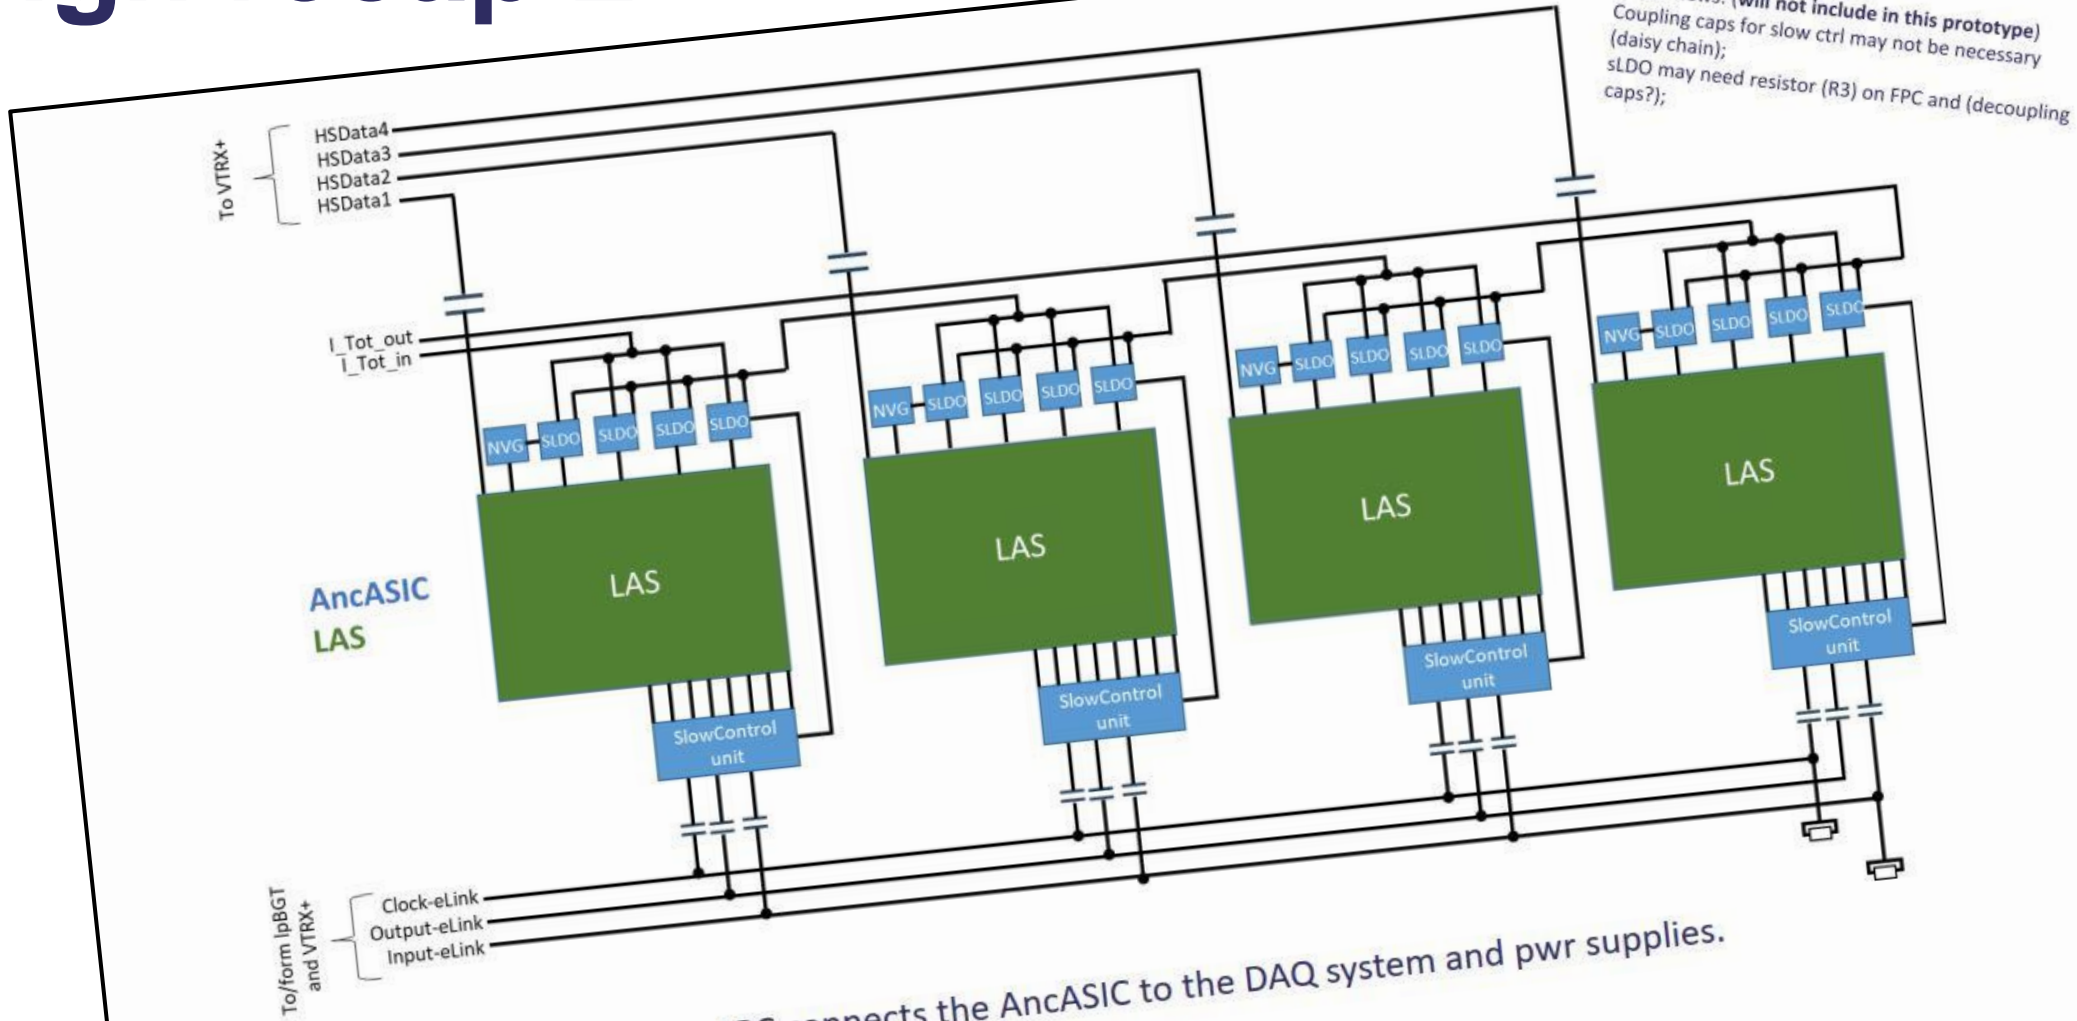 (will not include in this prototype)
Coupling caps for slow ctrl may not be necessary
(daisy chain);
sLDO may need resistor (R3) on FPC and (decoupling
caps?);
To VTRX+
HSData4
HSData3
HSData2
HSData1
I_Tot_out
I_Tot_in
NVG SLDO SLDO SLDO SLDO
NVG SLDO SLDO SLDO SLDO
NVG SLDO SLDO SLDO SLDO
NVG SLDO SLDO SLDO SLDO
LAS
LAS
LAS
LAS
AncASIC
LAS
SlowControl
unit
SlowControl
unit
SlowControl
unit
SlowControl
unit
To/form lpBGT
and VTRX+
Clock-eLink
Output-eLink
Input-eLink
connects the AncASIC to the DAQ system and pwr supplies.